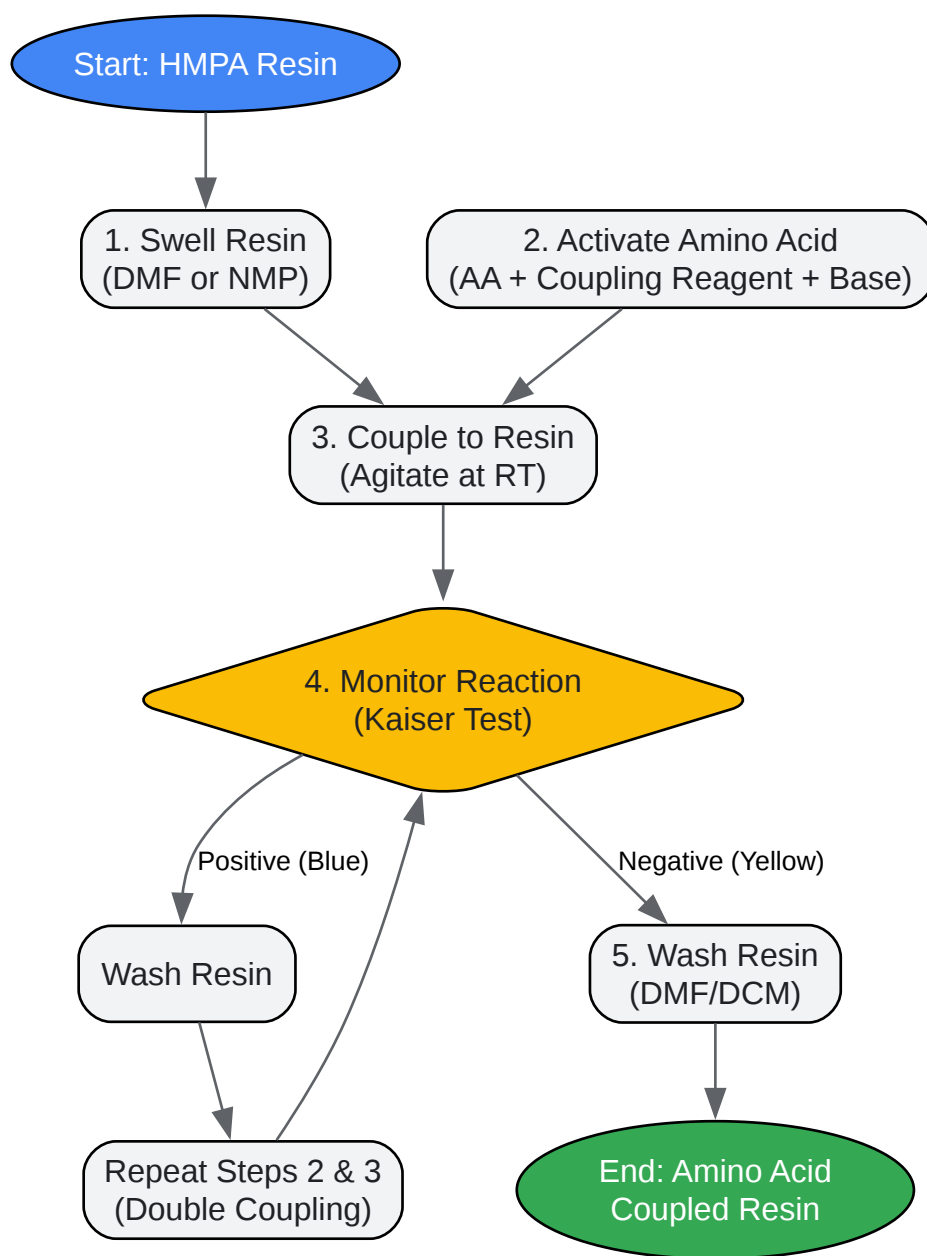 Start: HMPA Resin
1. Swell Resin
(DMF or NMP)
2. Activate Amino Acid
(AA + Coupling Reagent + Base)
3. Couple to Resin
(Agitate at RT)
4. Monitor Reaction
(Kaiser Test)
Positive (Blue)
Negative (Yellow)
Wash Resin
5. Wash Resin
(DMF/DCM)
Repeat Steps 2 & 3
(Double Coupling)
End: Amino Acid
Coupled Resin